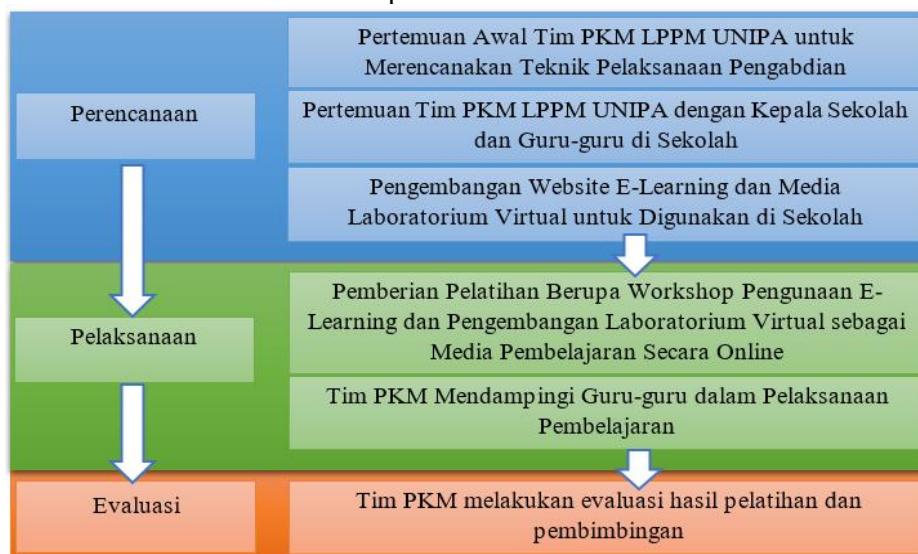 Perencanaan
Pertemuan Awal Tim PKM LPPM UNIPA untuk
Merencanakan Teknik Pelaksanaan Pengabdian
Pertemuan Tim PKM LPPM UNIPA dengan Kepala Sekolah
dan Guru-guru di Sekolah
Pengembangan Website E-Learning dan Media
Laboratorium Virtual untuk Digunakan di Sekolah
Pelaksanaan
Pemberian Pelatihan Berupa Workshop Pengunaan E-
Learning dan Pengembangan Laboratorium Virtual sebagai
Media Pembelajaran Secara Online
Tim PKM Mendampingi Guru-guru dalam Pelaksanaan
Pembelajaran
Evaluasi
Tim PKM melakukan evaluasi hasil pelatihan dan
pembimbingan